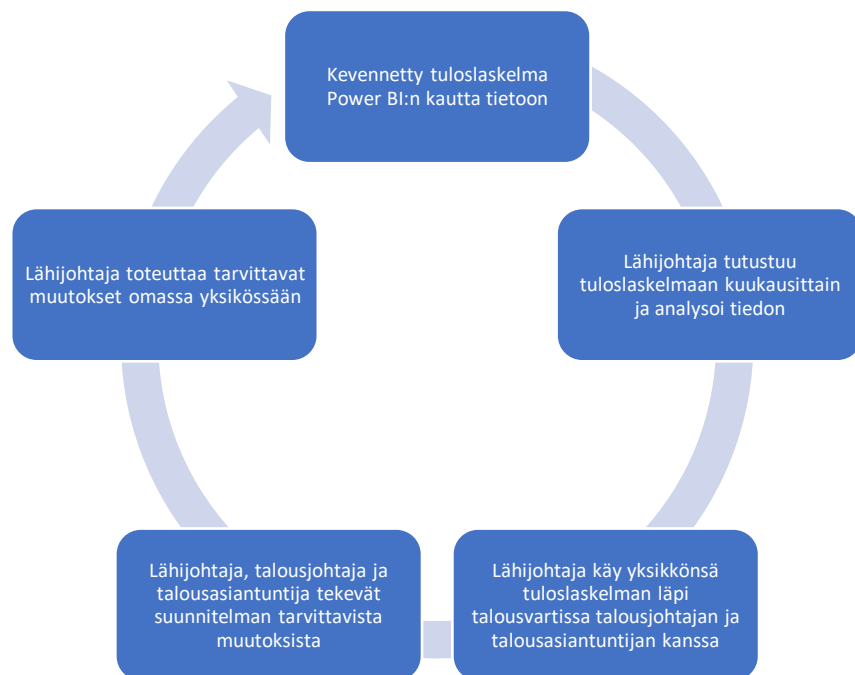 Kevennetty tuloslaskelma
Power BI:n kautta tietoon
Lähijohtaja tutustuu
tuloslaskelmaan kuukausittain
ja analysoi tiedon
Lähijohtaja käy yksikkönsä
tuloslaskelman läpi
talousvartissa talousjohtajan ja
talousasiantuntijan kanssa
Lähijohtaja, talousjohtaja ja
talousasiantuntija tekevät
suunnitelman tarvittavista
muutoksista
Lähijohtaja toteuttaa tarvittavat
muutokset omassa yksikössään